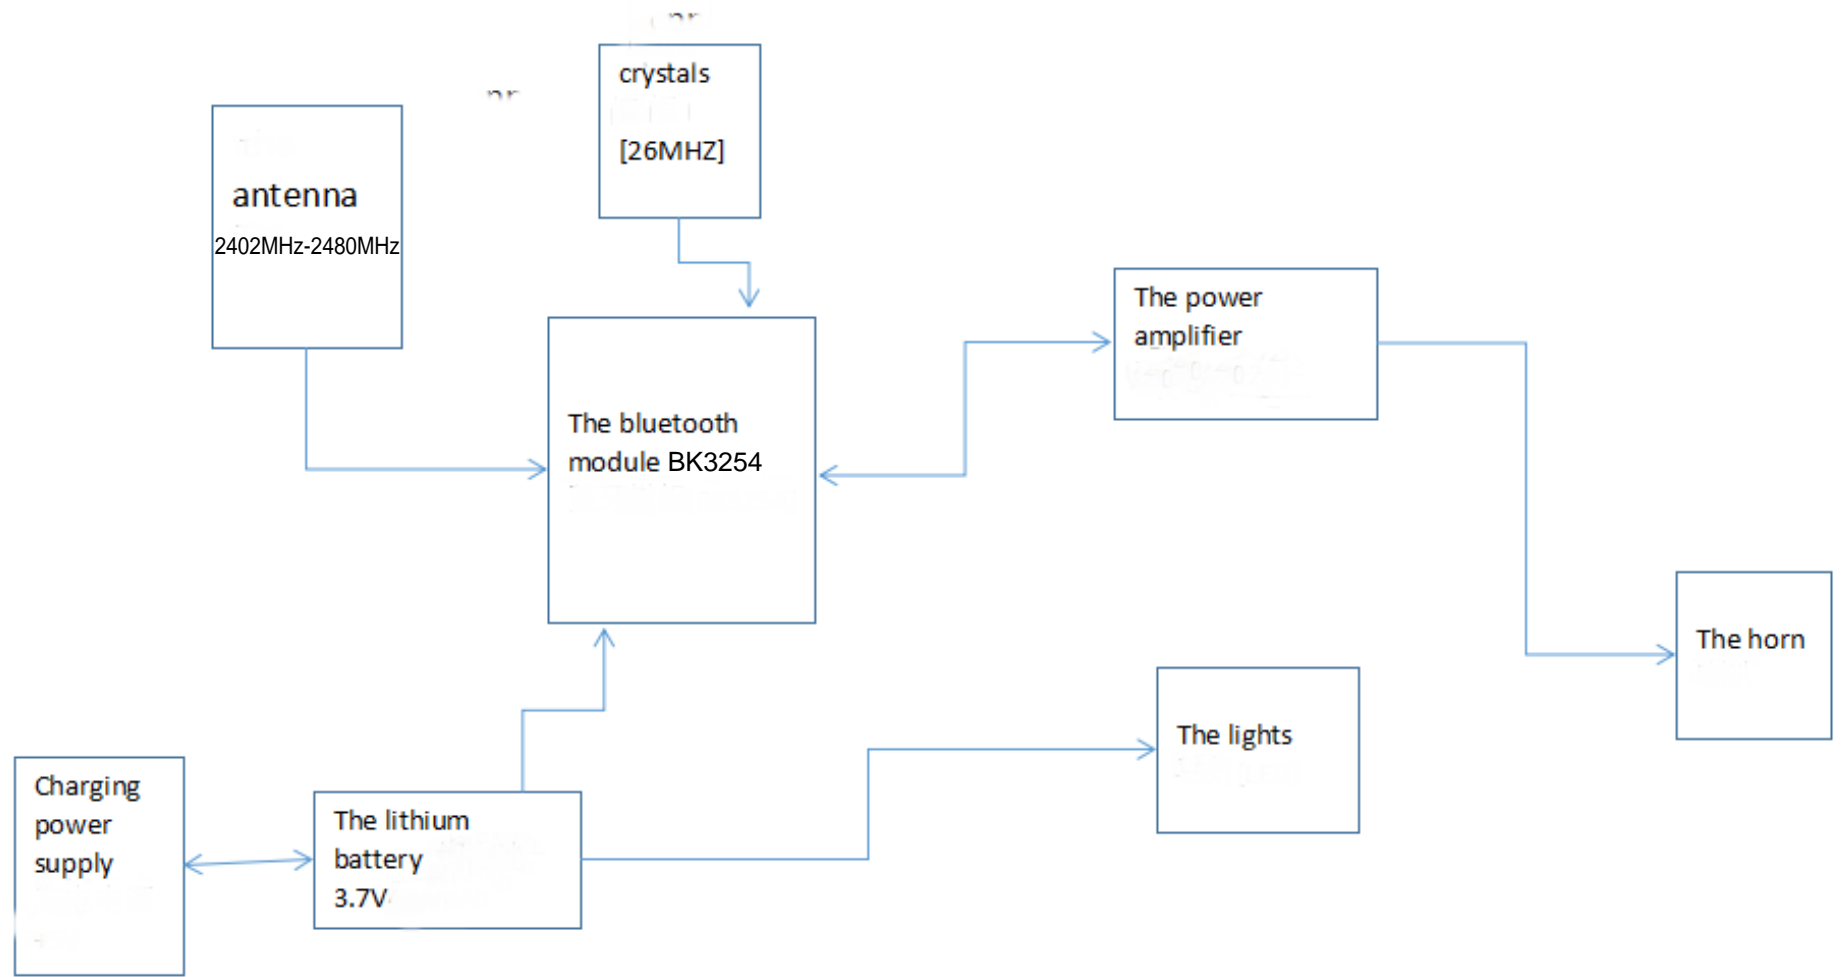 crystals
[26MHZ]
antenna
2402MHz-2480MHz
The power
amplifier
The bluetooth
module BK3254
The horn
The lights
Charging
power
supply
The lithium
battery
3.7V